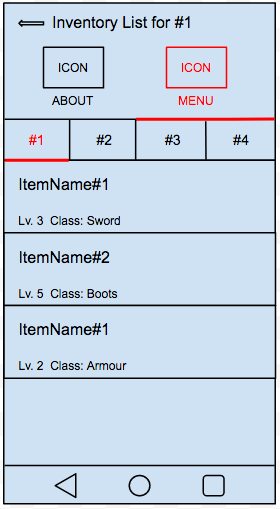 Inventory List for #1
ICON ICON
ABOUT MENU
#1 #2 #3 #4
ItemName#1
Lv. 3 Class: Sword
ItemName#2
Lv. 5 Class: Boots
ItemName#1
Lv. 2 Class: Armour